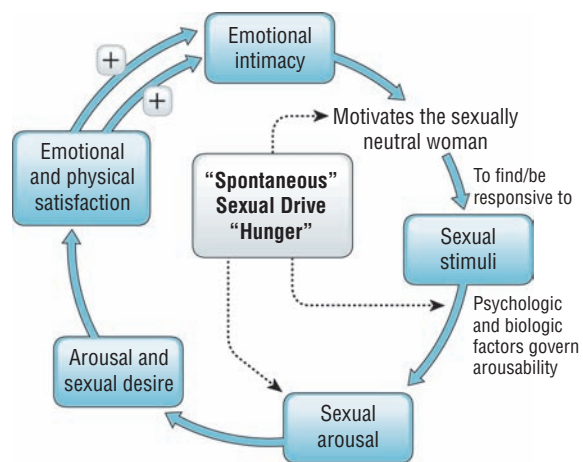 Emotional
intimacy
+
+
Motivates the sexually
neutral woman
To find/be
responsive to
Sexual
stimuli
Psychologic
and biologic
factors govern
arousability
Sexual
arousal
Arousal and
sexual desire
Emotional
and physical
satisfaction
“Spontaneous”
Sexual Drive
“Hunger”